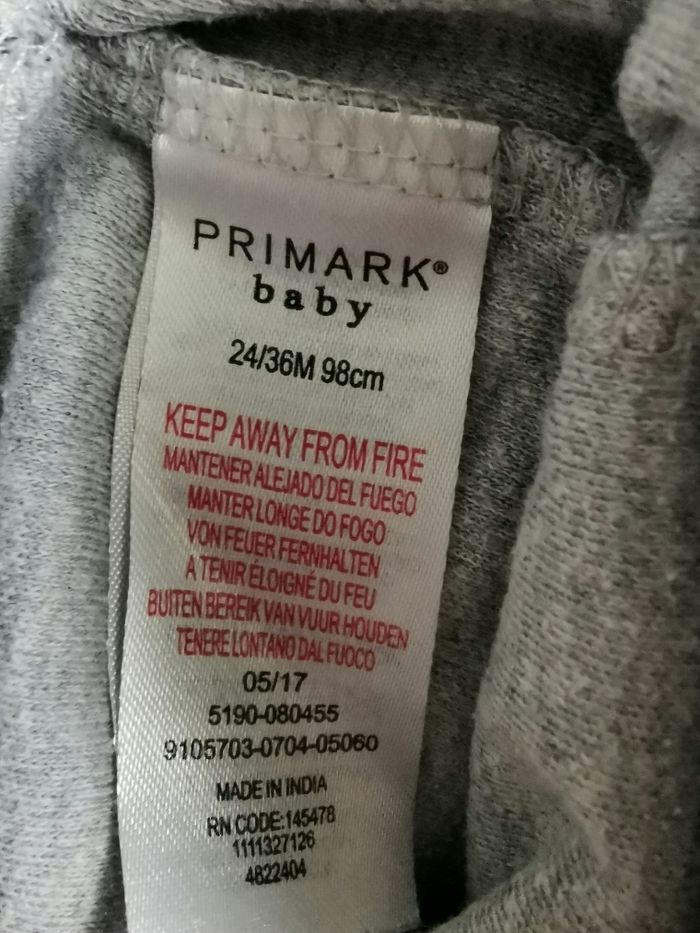 PRIMARK®
baby
24/36M 98cm
KEEP AWAY FROM FIRE
MANTENER ALEJADO DEL FUEGO
MANTER LONGE DO FOGO
VON FEUER FERNHALTEN
A TENIR ÉLOIGNÉ DU FEU
BUITEN BEREIK VAN VUUR HOUDEN
TENERE LONTANO DAL FUOCO
05/17
5190-080455
9105703-0704-05060
MADE IN INDIA
RN CODE:145478
1111327126
4822404